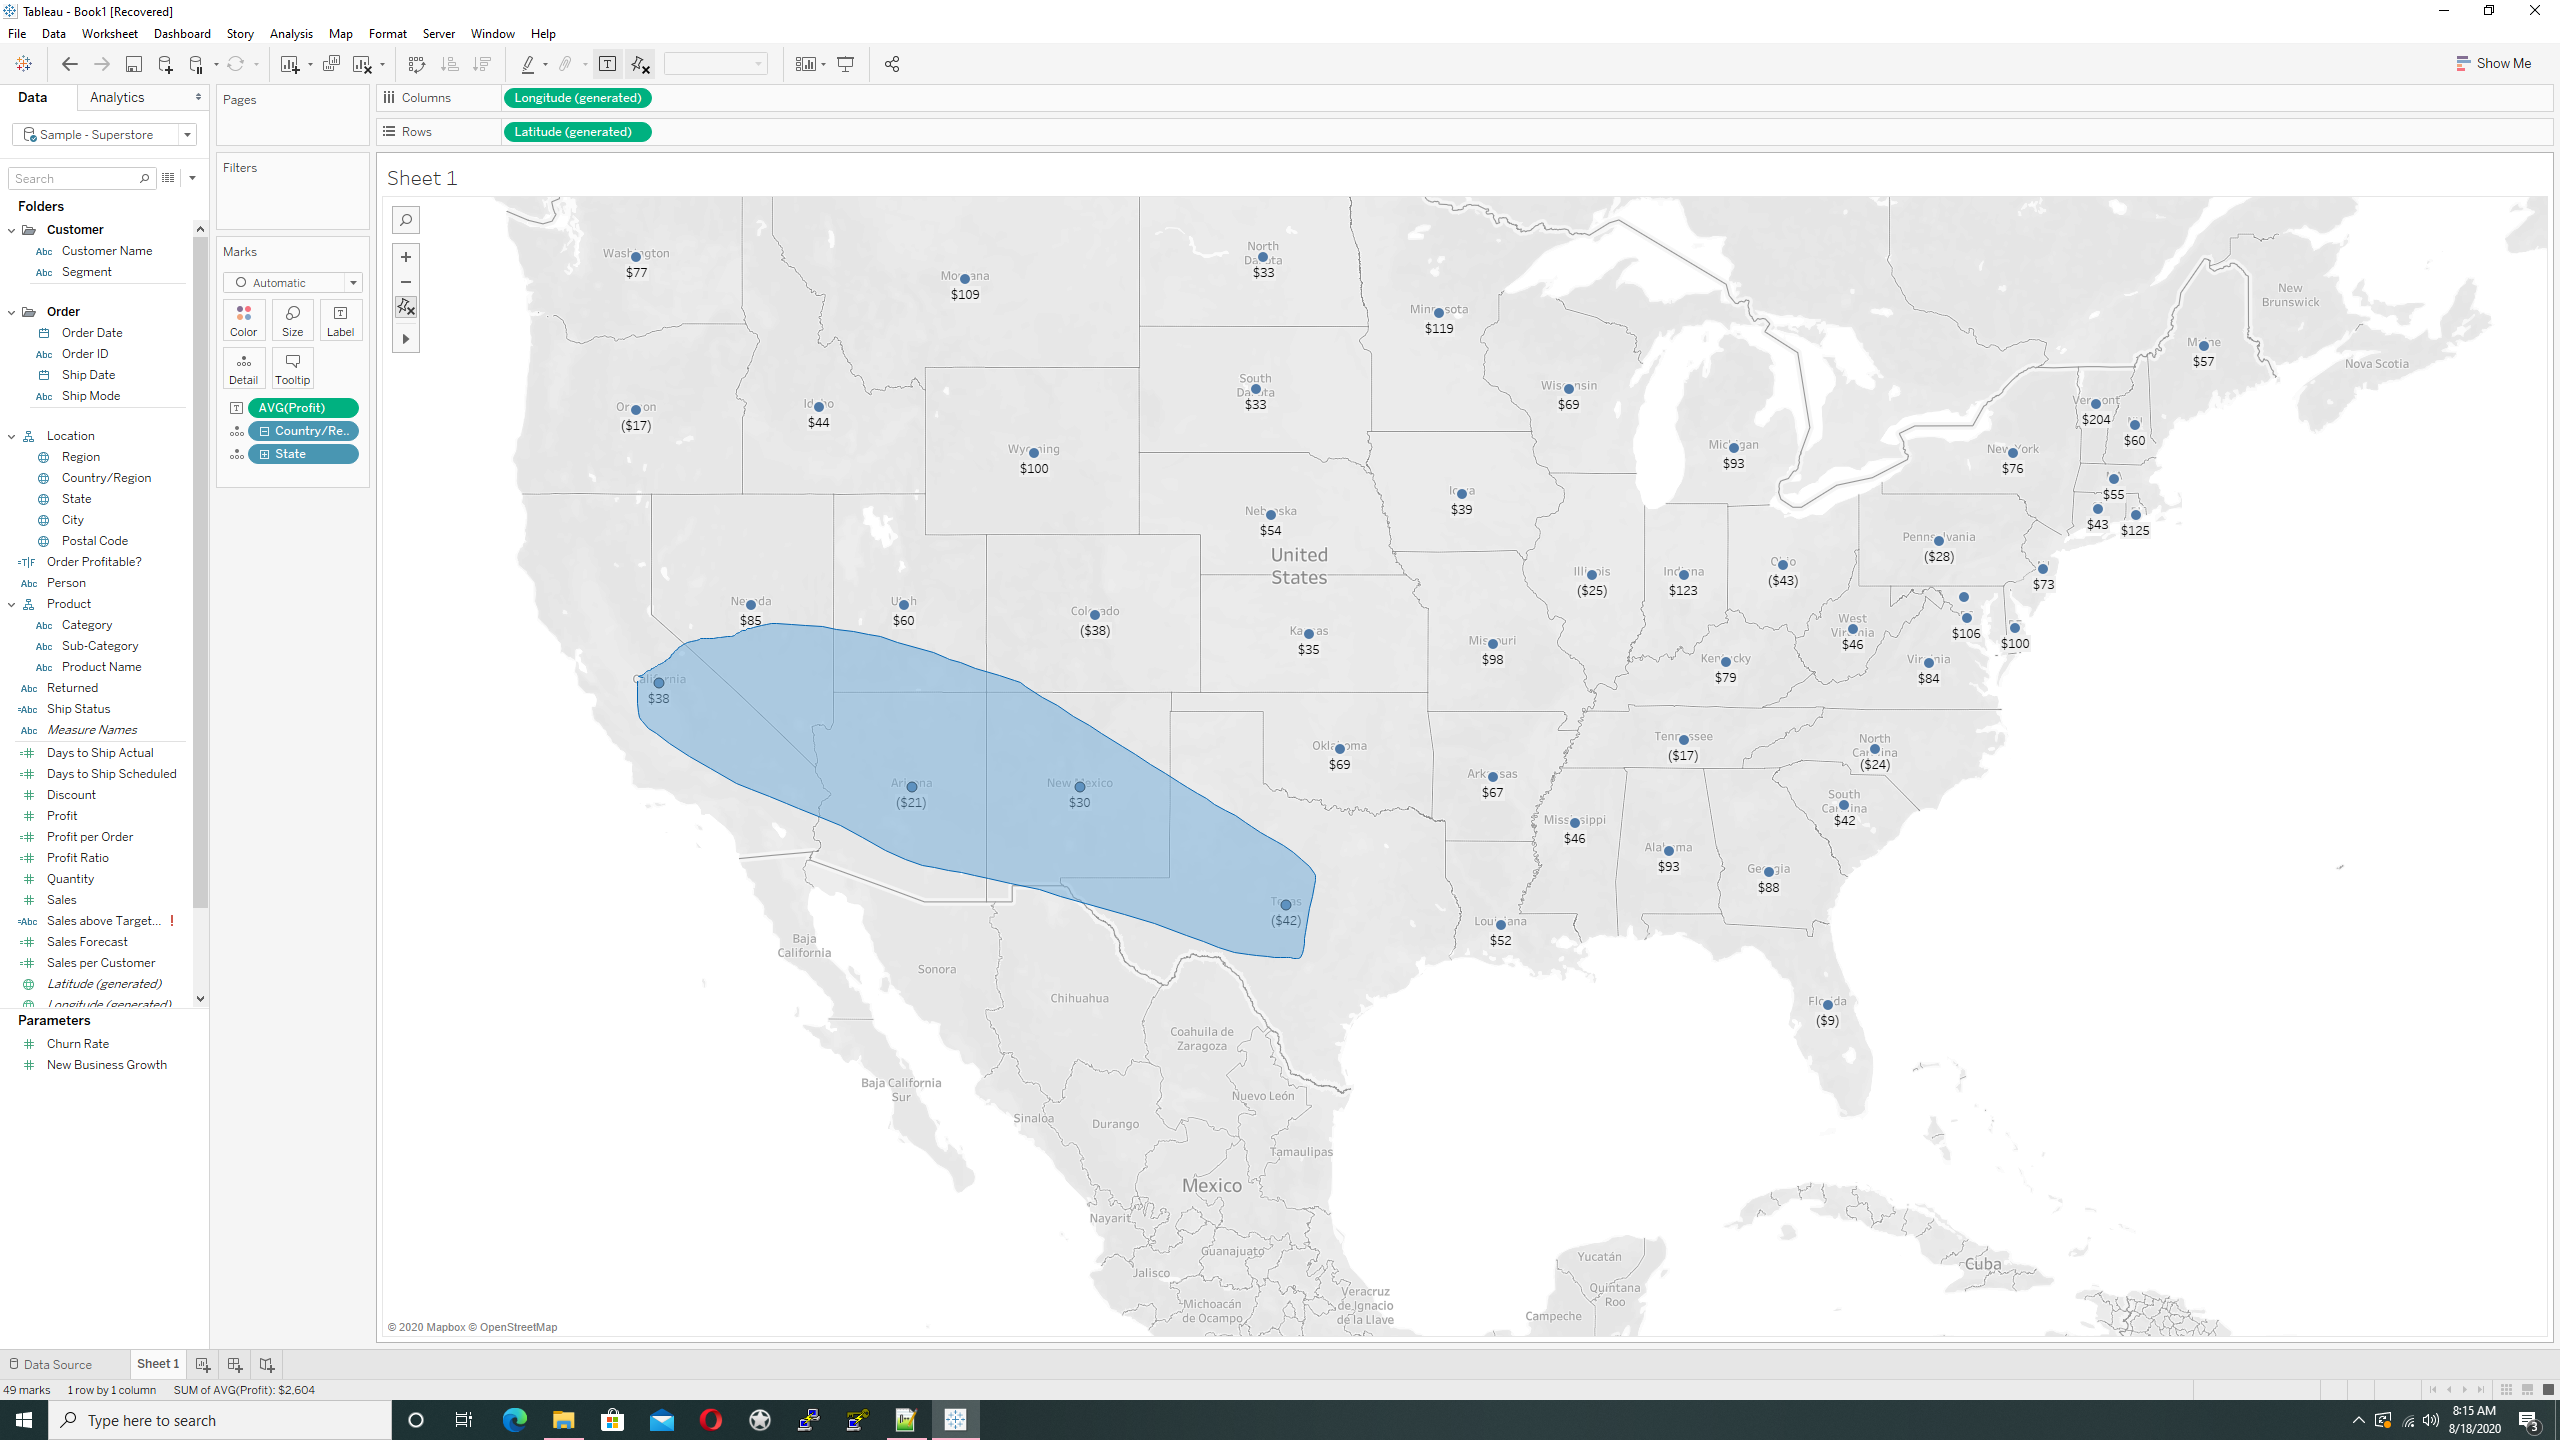 Tableau - Book1 [Recovered]
File Data Worksheet Dashboard Story Analysis Map Format Server Window Help
Show Me
Data
Analytics
Sample - Superstore
Search
Folders
Customer
Abc Customer Name
Abc Segment
Order
Order Date
Abc Order ID
Ship Date
Abc Ship Mode
Location
Region
Country/Region
State
City
Postal Code
=T|F Order Profitable?
Abc Person
Product
Abc Category
Abc Sub-Category
Abc Product Name
Abc Returned
=Abc Ship Status
Abc Measure Names
=# Days to Ship Actual
=# Days to Ship Scheduled
# Discount
# Profit
=# Profit per Order
=# Profit Ratio
# Quantity
# Sales
=Abc Sales above Target... !
=# Sales Forecast
=# Sales per Customer
Latitude (generated)
Longitude (generated)
Parameters
# Churn Rate
# New Business Growth
Pages
Filters
Marks
Automatic
Color Size Label
Detail Tooltip
AVG(Profit)
Country/Re..
State
Columns
Longitude (generated)
Rows
Latitude (generated)
Sheet 1
Washington
$77
Montana
$109
North
Dakota
$33
Minnesota
$119
New
Brunswick
Maine
$57
Nova Scotia
Oregon
($17)
Idaho
$44
South
Dakota
$33
Wisconsin
$69
Vermont
$204
$60
Wyoming
$100
Michigan
$93
New York
$76
Iowa
$39
$55
Nebraska
$54
$43
$125
United
States
Pennsylvania
($28)
Illinois
($25)
Indiana
$123
Ohio
($43)
$73
Nevada
$85
Utah
$60
Colorado
($38)
Kansas
$35
Missouri
$98
West
Virginia
$46
$106
$100
Kentucky
$79
Virginia
$84
California
$38
Oklahoma
$69
Tennessee
($17)
North
Carolina
($24)
Arizona
($21)
New Mexico
$30
Arkansas
$67
South
Carolina
$42
Mississippi
$46
Alabama
$93
Georgia
$88
Texas
($42)
Louisiana
$52
Florida
($9)
Baja
California
Sonora
Chihuahua
Coahuila de
Zaragoza
Baja California
Sur
Nuevo León
Sinaloa
Durango
Tamaulipas
Mexico
Nayarit
Guanajuato
Jalisco
Michoacán
de Ocampo
Veracruz
de Ignacio
de la Llave
Yucatán
Quintana
Roo
Campeche
Cuba
© 2020 Mapbox © OpenStreetMap
Data Source
Sheet 1
49 marks 1 row by 1 column SUM of AVG(Profit): $2,604
Type here to search
8:15 AM
8/18/2020
3